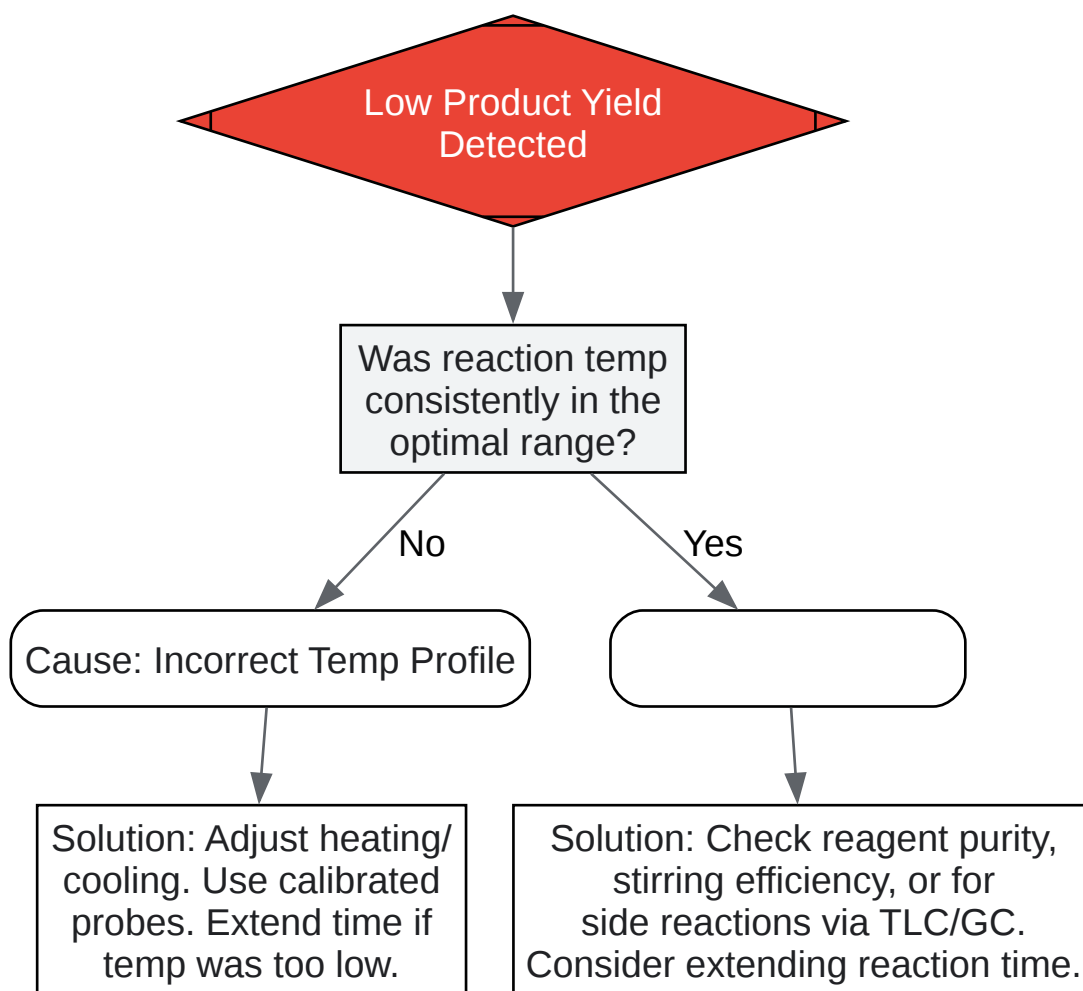 Low Product Yield
Detected
Was reaction temp
consistently in the
optimal range?
No
Yes
Cause: Incorrect Temp Profile
Solution: Adjust heating/
cooling. Use calibrated
probes. Extend time if
temp was too low.
Solution: Check reagent purity,
stirring efficiency, or for
side reactions via TLC/GC.
Consider extending reaction time.